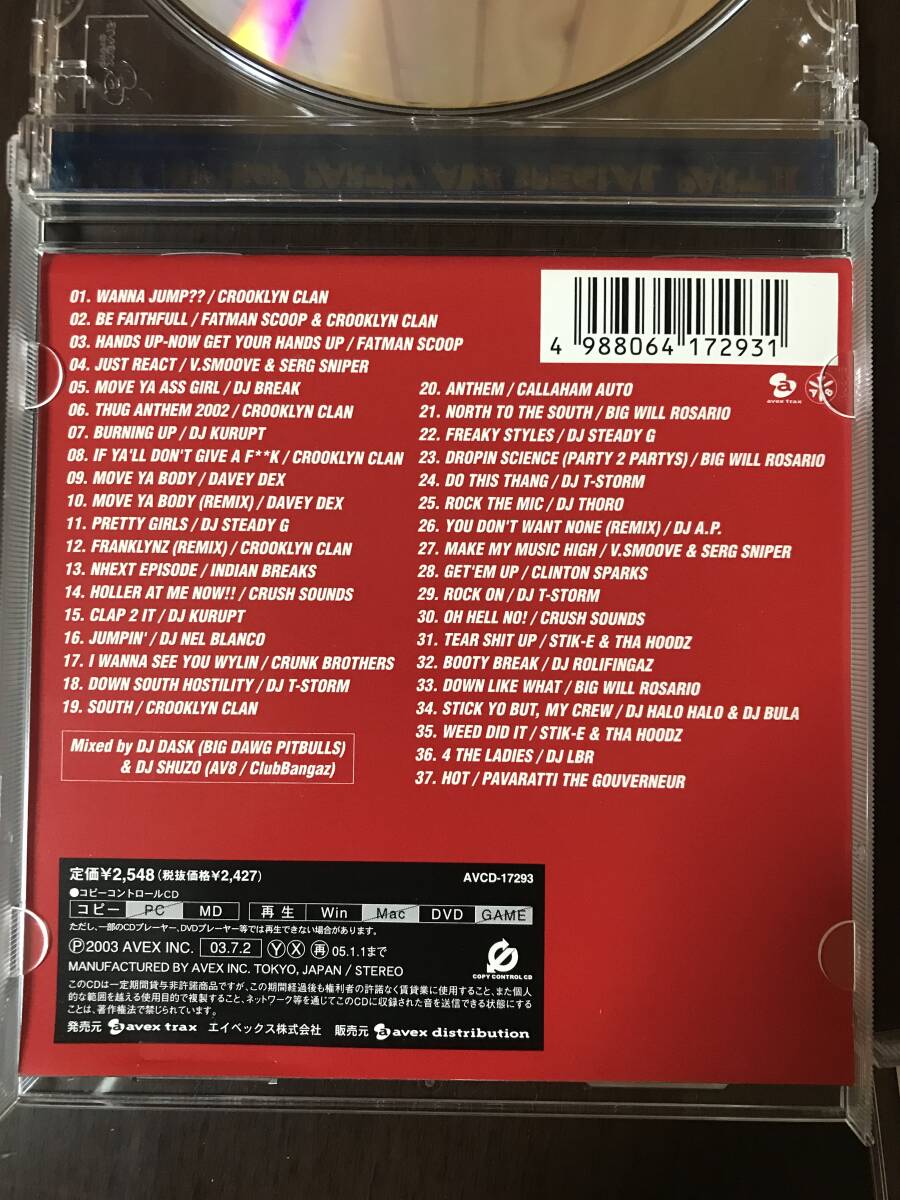 01. WANNA JUMP?? / CROOKLYN CLAN
02. BE FAITHFULL / FATMAN SCOOP & CROOKLYN CLAN
03. HANDS UP-NOW GET YOUR HANDS UP / FATMAN SCOOP
04. JUST REACT / V.SMOOVE & SERG SNIPER
05. MOVE YA ASS GIRL / DJ BREAK
06. THUG ANTHEM 2002 / CROOKLYN CLAN
07. BURNING UP / DJ KURUPT
08. IF YA'LL DON'T GIVE A F**K / CROOKLYN CLAN
09. MOVE YA BODY / DAVEY DEX
10. MOVE YA BODY (REMIX) / DAVEY DEX
11. PRETTY GIRLS / DJ STEADY G
12. FRANKLYNZ (REMIX) / CROOKLYN CLAN
13. NHEXT EPISODE / INDIAN BREAKS
14. HOLLER AT ME NOW!! / CRUSH SOUNDS
15. CLAP 2 IT / DJ KURUPT
16. JUMPIN' / DJ NEL BLANCO
17. I WANNA SEE YOU WYLIN / CRUNK BROTHERS
18. DOWN SOUTH HOSTILITY / DJ T-STORM
19. SOUTH / CROOKLYN CLAN
Mixed by DJ DASK (BIG DAWG PITBULLS)
& DJ SHUZO (AV8 / ClubBangaz)
4 988064 172931
avex trax
20. ANTHEM / CALLAHAM AUTO
21. NORTH TO THE SOUTH / BIG WILL ROSARIO
22. FREAKY STYLES / DJ STEADY G
23. DROPIN SCIENCE (PARTY 2 PARTYS) / BIG WILL ROSARIO
24. DO THIS THANG / DJ T-STORM
25. ROCK THE MIC / DJ THORO
26. YOU DON'T WANT NONE (REMIX) / DJ A.P.
27. MAKE MY MUSIC HIGH / V.SMOOVE & SERG SNIPER
28. GET'EM UP / CLINTON SPARKS
29. ROCK ON / DJ T-STORM
30. OH HELL NO! / CRUSH SOUNDS
31. TEAR SHIT UP / STIK-E & THA HOODZ
32. BOOTY BREAK / DJ ROLIFINGAZ
33. DOWN LIKE WHAT / BIG WILL ROSARIO
34. STICK YO BUT, MY CREW / DJ HALO HALO & DJ BULA
35. WEED DID IT / STIK-E & THA HOODZ
36. 4 THE LADIES / DJ LBR
37. HOT / PAVARATTI THE GOUVERNEUR
定価¥2,548 (税抜価格¥2,427) AVCD-17293
●コピーコントロールCD
コピー PC MD 再生 Win Mac DVD GAME
ただし、一部のCDプレーヤー、DVDプレーヤー等では再生できない場合があります。
Ⓟ2003 AVEX INC. 03.7.2 Ⓨ Ⓧ 再 05.1.1まで
MANUFACTURED BY AVEX INC. TOKYO, JAPAN / STEREO
COPY CONTROL CD
このCDは一定期間貸与非許諾商品ですが、この期間経過後も権利者の許諾なく賃貸業に使用すること、また個人
的な範囲を越える使用目的で複製すること、ネットワーク等を通じてこのCDに収録された音を送信できる状態にする
ことは、著作権法で禁じられています。
発売元 avex trax エイベックス株式会社 販売元 avex distribution